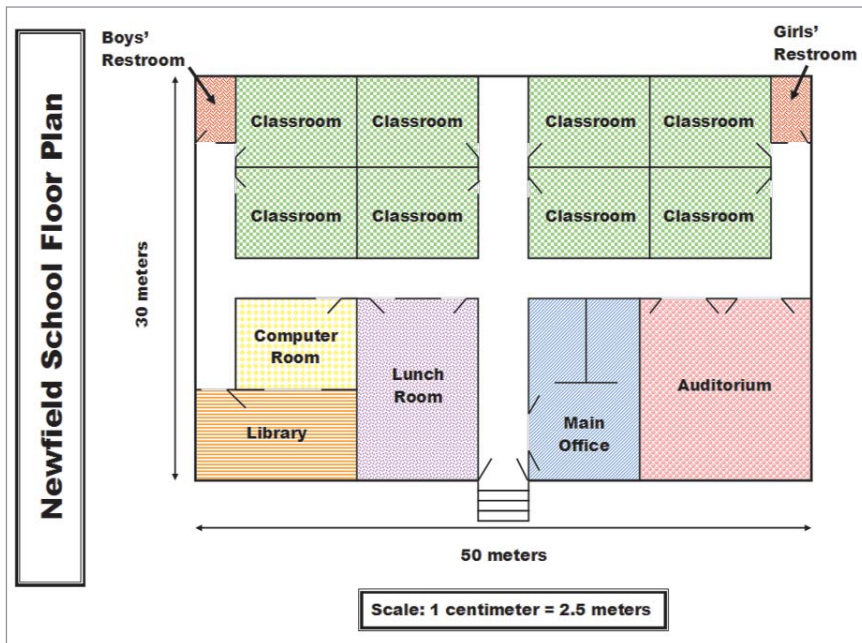 Newfield School Floor Plan
Boys'
Restroom
Girls'
Restroom
Classroom
Classroom
Classroom
Classroom
Classroom
Classroom
Classroom
Classroom
30 meters
Computer
Room
Lunch
Room
Library
Main
Office
Auditorium
50 meters
Scale: 1 centimeter = 2.5 meters